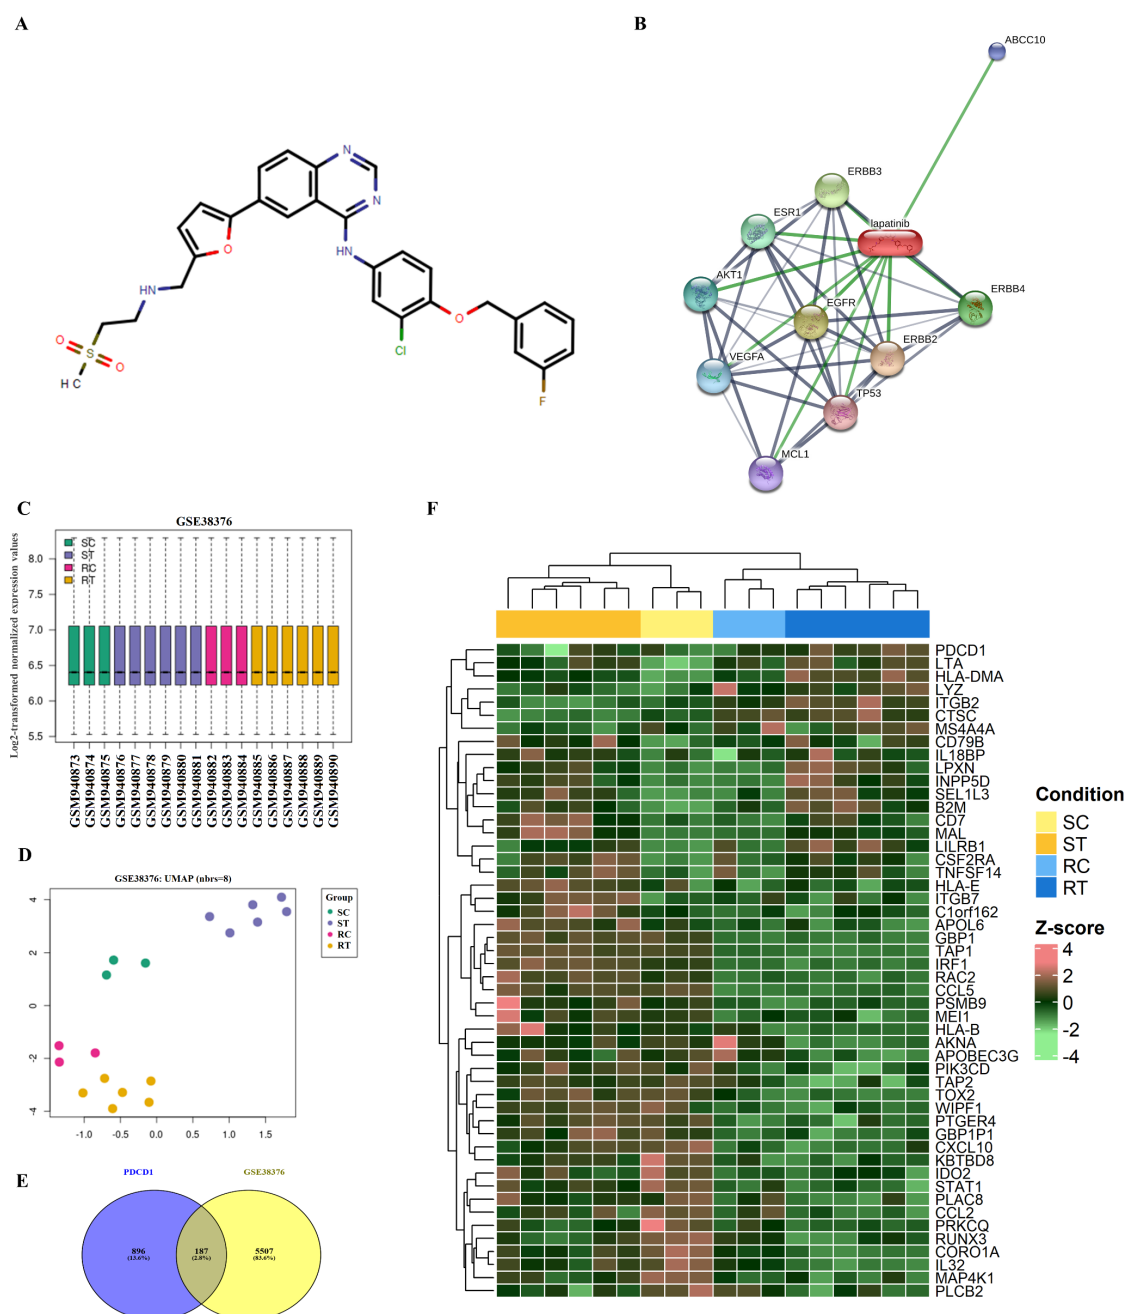 A
N
N
O
NH
HN
O
S
O
O
H C
Cl
O
F
B
ABCC10
ERBB3
lapatinib
ESR1
AKT1
EGFR
ERBB4
ERBB2
VEGFA
TP53
MCL1
C
GSE38376
Log2-transformed normalized expression values
8.0
7.5
7.0
6.5
6.0
5.5
SC
ST
RC
RT
GSM940873
GSM940874
GSM940875
GSM940876
GSM940877
GSM940878
GSM940879
GSM940880
GSM940881
GSM940882
GSM940883
GSM940884
GSM940885
GSM940886
GSM940887
GSM940888
GSM940889
GSM940890
D
GSE38376: UMAP (nbrs=8)
4
2
0
-2
-4
-1.0 -0.5 0.0 0.5 1.0 1.5
Group
SC
ST
RC
RT
E
PDCD1
GSE38376
896
(13.6%)
187
(2.8%)
5507
(83.6%)
F
PDCD1
LTA
HLA-DMA
LYZ
ITGB2
CTSC
MS4A4A
CD79B
IL18BP
LPXN
INPP5D
SEL1L3
B2M
CD7
MAL
LILRB1
CSF2RA
TNFSF14
HLA-E
ITGB7
C1orf162
APOL6
GBP1
TAP1
IRF1
RAC2
CCL5
PSMB9
MEI1
HLA-B
AKNA
APOBEC3G
PIK3CD
TAP2
TOX2
WIPF1
PTGER4
GBP1P1
CXCL10
KBTBD8
IDO2
STAT1
PLAC8
CCL2
PRKCQ
RUNX3
CORO1A
IL32
MAP4K1
PLCB2
Condition
SC
ST
RC
RT
Z-score
4
2
0
-2
-4